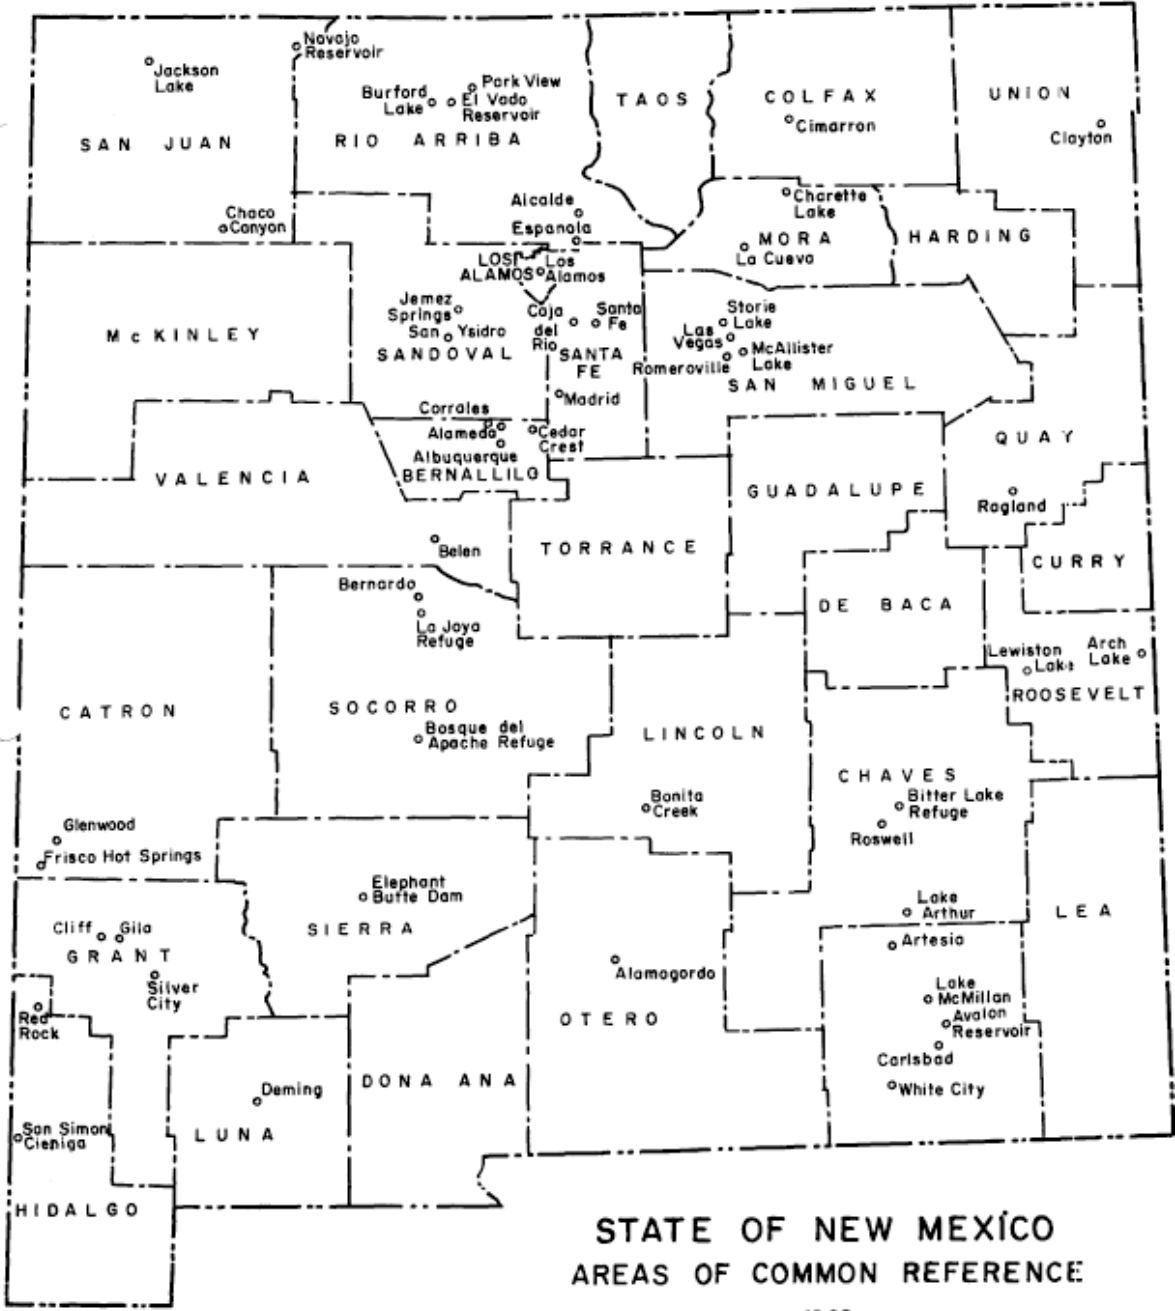 Navajo
Reservoir
Jackson
Lake
Park View
Burford
Lake
El Vado
Reservoir
TAOS
COLFAX
UNION
Cimarron
Clayton
SAN JUAN
RIO ARRIBA
Charette
Lake
Alcalde
Chaco
Canyon
Espanola
MORA
HARDING
La Cueva
LOS
ALAMOS
Los
Alamos
Jemez
Springs
Caja
del
Rio
Santa
Fe
Storie
Lake
McKINLEY
San Ysidro
Las
Vegas
SANDOVAL
SANTA
FE
McAllister
Lake
Romeroville
SAN MIGUEL
Madrid
Corrales
Alameda
Cedar
Crest
QUAY
Albuquerque
BERNALLILO
VALENCIA
GUADALUPE
Ragland
Belen
TORRANCE
CURRY
Bernardo
DE BACA
La Joya
Refuge
Lewiston
Lake
Arch
Lake
ROOSEVELT
CATRON
SOCORRO
Bosque del
Apache Refuge
LINCOLN
CHAVES
Bonita
Creek
Bitter Lake
Refuge
Roswell
Glenwood
Frisco Hot Springs
Elephant
Butte Dam
Lake
Arthur
LEA
Cliff
Gila
SIERRA
Artesia
GRANT
Alamogordo
Silver
City
Lake
McMillan
Red
Rock
OTERO
Avalon
Reservoir
Carlsbad
DONA ANA
White City
Deming
San Simon
Cieniga
LUNA
HIDALGO
STATE OF NEW MEXÍCO
AREAS OF COMMON REFERENCE